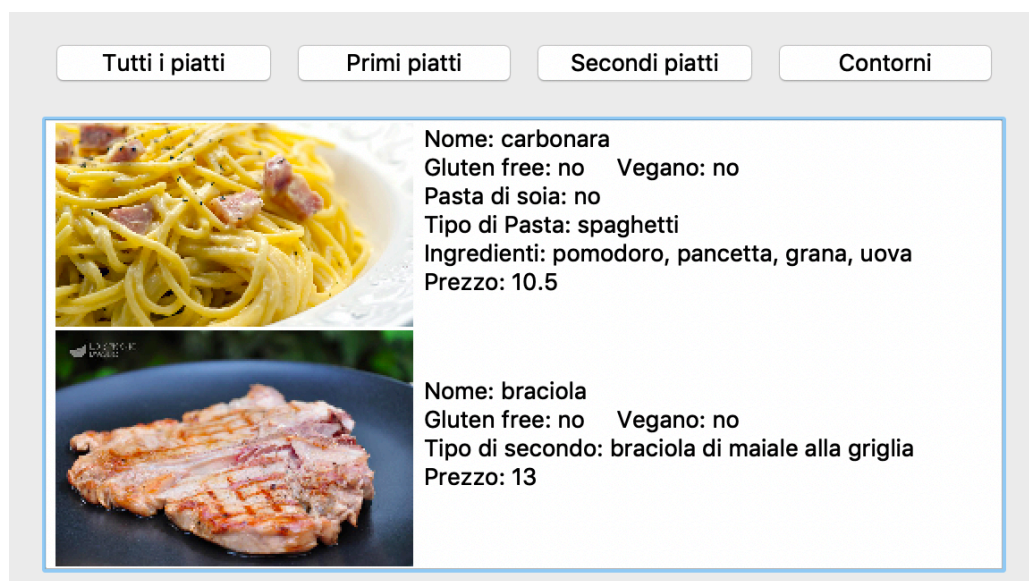 Tutti i piatti
Primi piatti
Secondi piatti
Contorni
Nome: carbonara
Gluten free: no Vegano: no
Pasta di soia: no
Tipo di Pasta: spaghetti
Ingredienti: pomodoro, pancetta, grana, uova
Prezzo: 10.5
Nome: braciola
Gluten free: no Vegano: no
Tipo di secondo: braciola di maiale alla griglia
Prezzo: 13